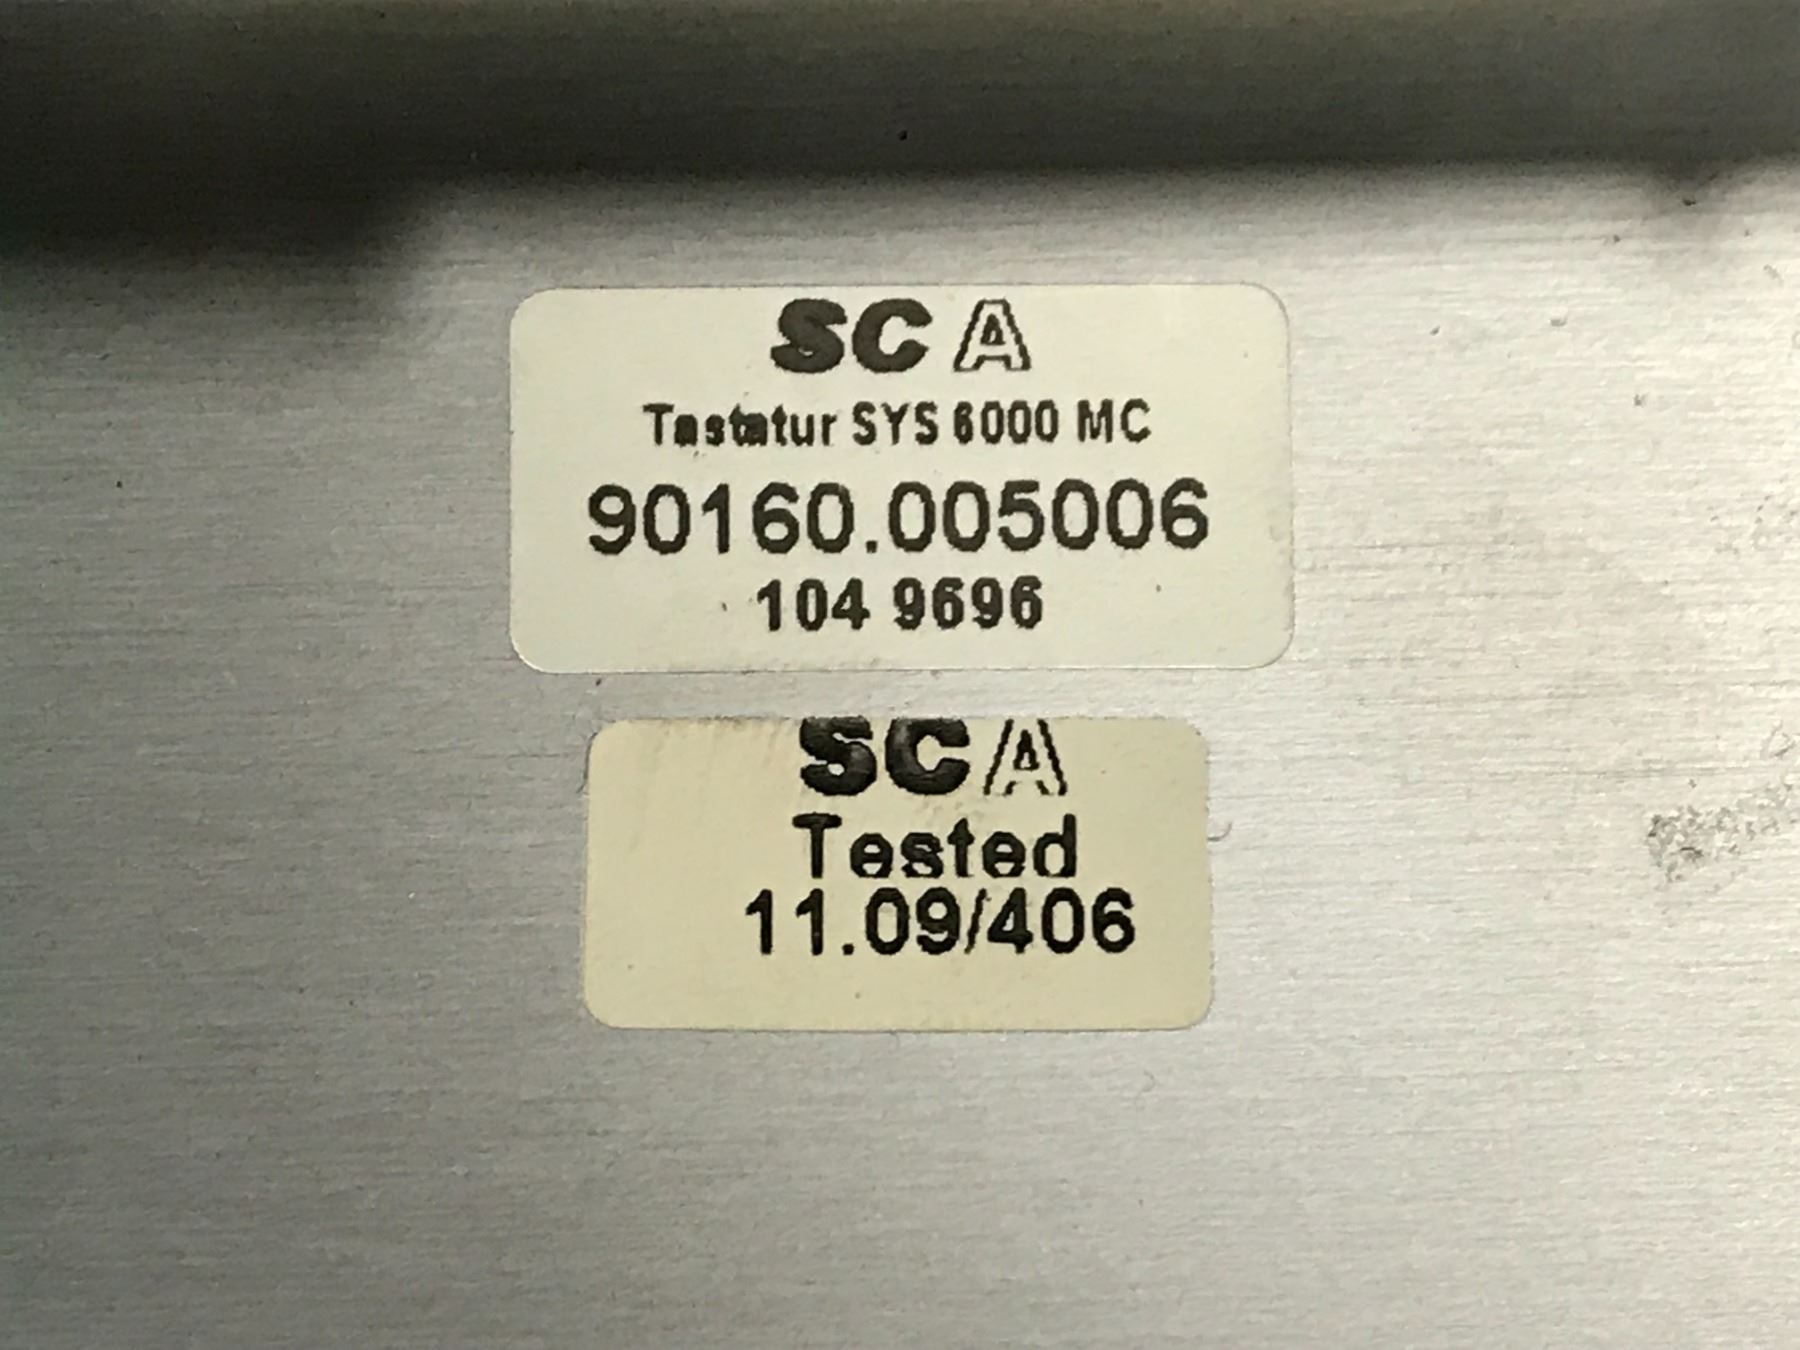 SCA
Tastatur SYS 6000 MC
90160.005006
104 9696
SCA
Tested
11.09/406